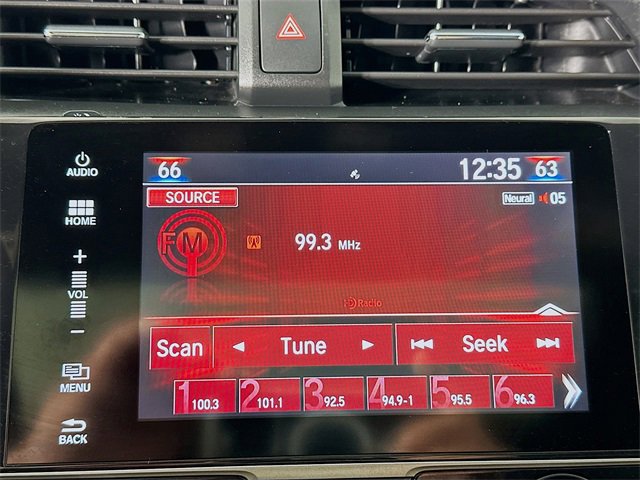 AUDIO
HOME
+
VOL
−
MENU
BACK
66 12:35 63
SOURCE Neural 05
FM 99.3 MHz
HD Radio
Scan Tune Seek
1 100.3 2 101.1 3 92.5 4 94.9-1 5 95.5 6 96.3